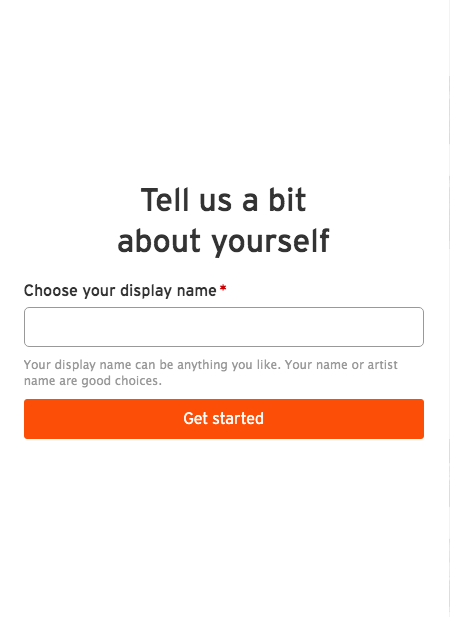 Tell us a bit
about yourself
Choose your display name*
Your display name can be anything you like. Your name or artist
name are good choices.
Get started